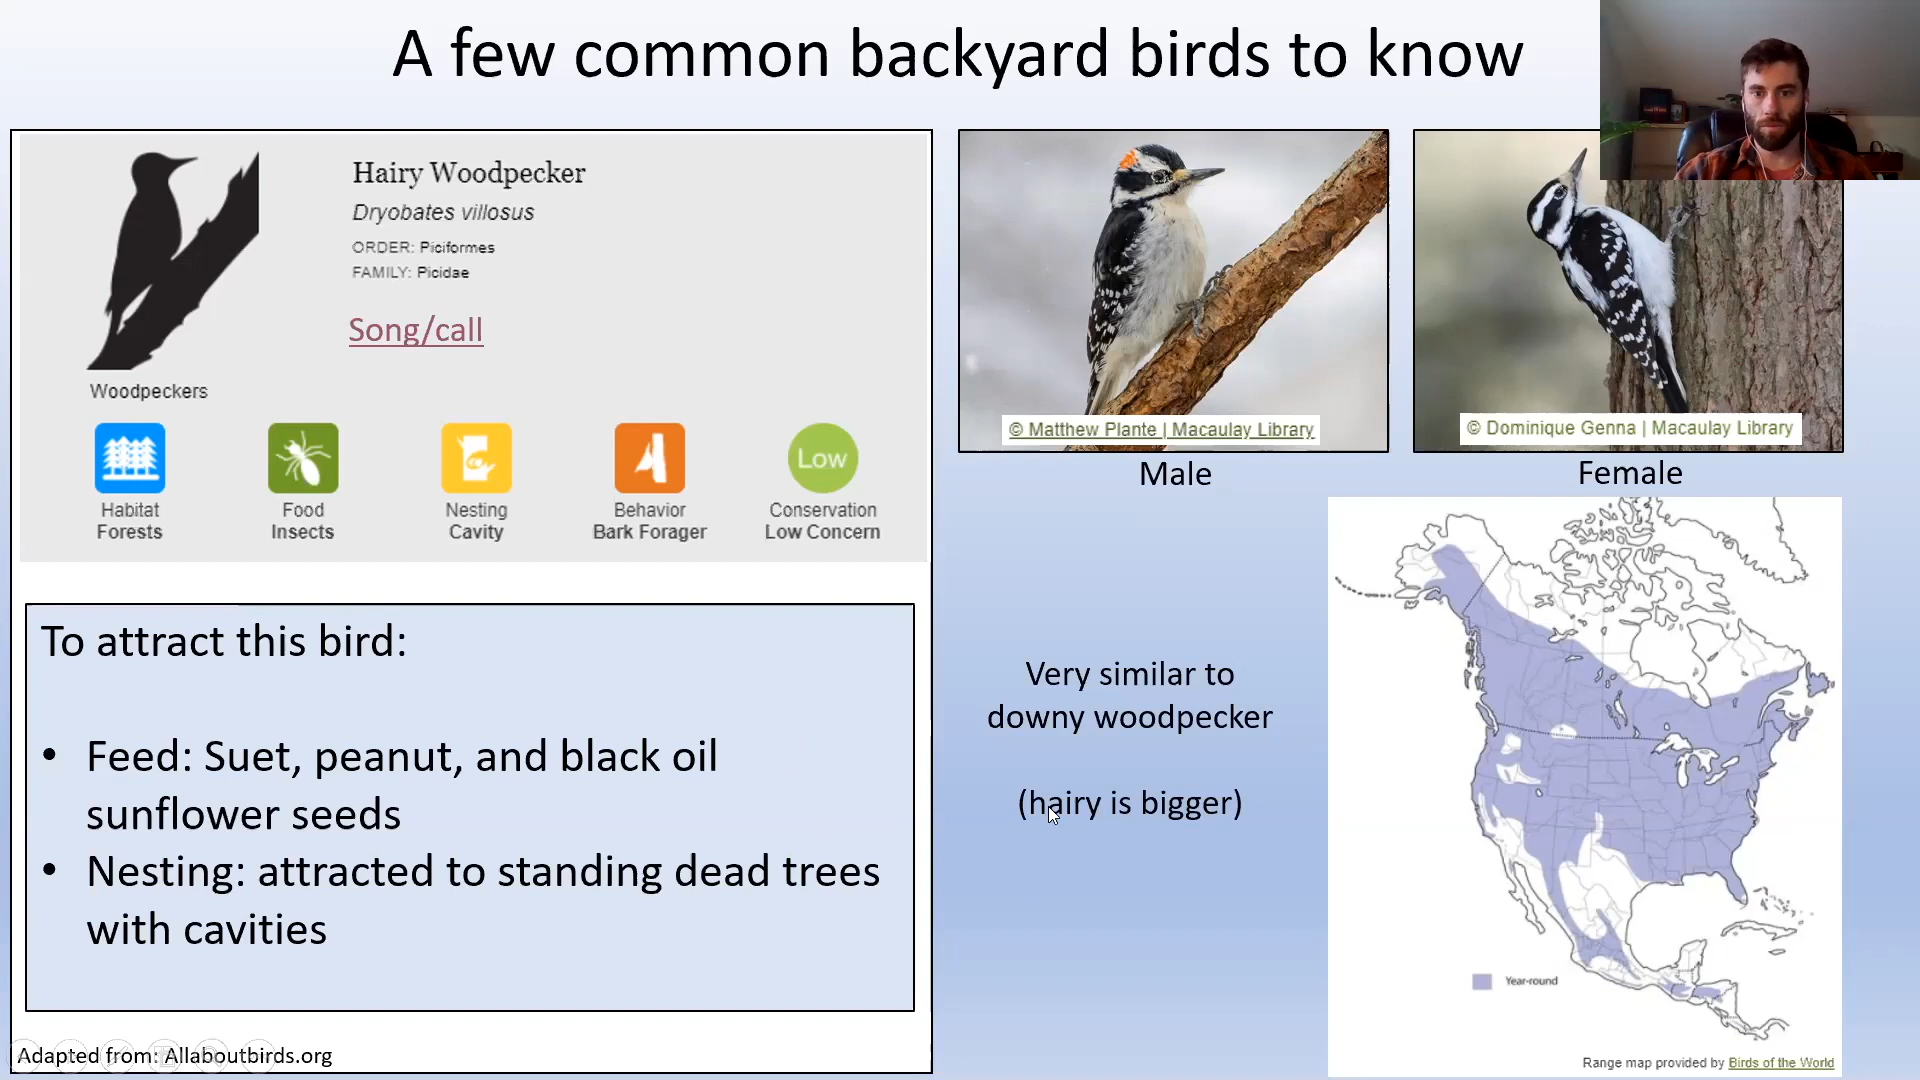 A few common backyard birds to know
Hairy Woodpecker
Dryobates villosus
ORDER: Piciformes
FAMILY: Picidae
Song/call
Woodpeckers
Low
Habitat
Forests
Food
Insects
Nesting
Cavity
Behavior
Bark Forager
Conservation
Low Concern
To attract this bird:
• Feed: Suet, peanut, and black oil
sunflower seeds
• Nesting: attracted to standing dead trees
with cavities
Adapted from: Allaboutbirds.org
© Matthew Plante | Macaulay Library
Male
© Dominique Genna | Macaulay Library
Female
Very similar to
downy woodpecker
(hairy is bigger)
Year-round
Range map provided by Birds of the World